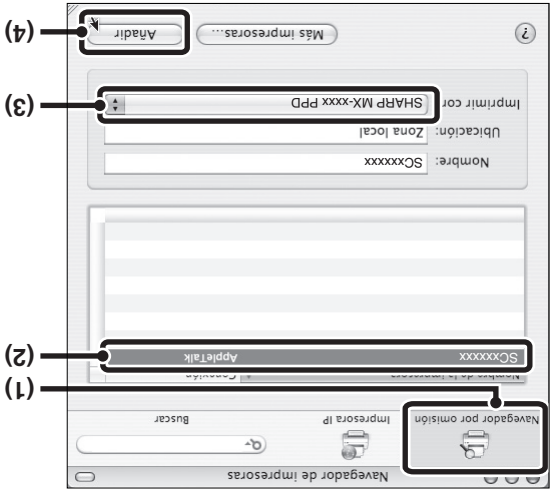 Navegador de impresoras
Navegador por omisión
Impresora IP
Buscar
(1)
Nombre de la impresora Conexión
(2)
SCxxxxxx AppleTalk
Nombre: SCxxxxxx
Ubicación: Zona local
Imprimir con: SHARP MX-xxxx PPD
(3)
?
Más impresoras...
Añadir
(4)